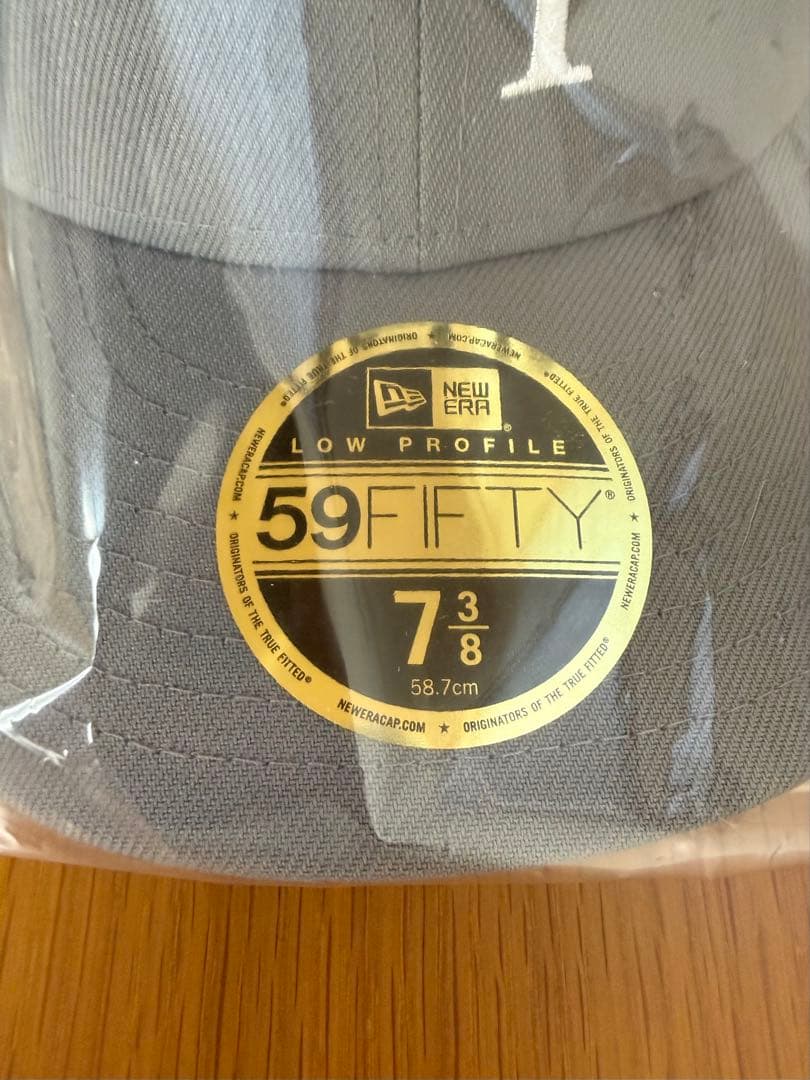 NEW
ERA
®
LOW PROFILE
59FIFTY®
7 3/8
58.7cm
NEWERACAP.COM ★ ORIGINATORS OF THE TRUE FITTED®
NEWERACAP.COM ★ ORIGINATORS OF THE TRUE FITTED®
NEWERACAP.COM ★ ORIGINATORS OF THE TRUE FITTED®
NEWERACAP.COM ★ ORIGINATORS OF THE TRUE FITTED®